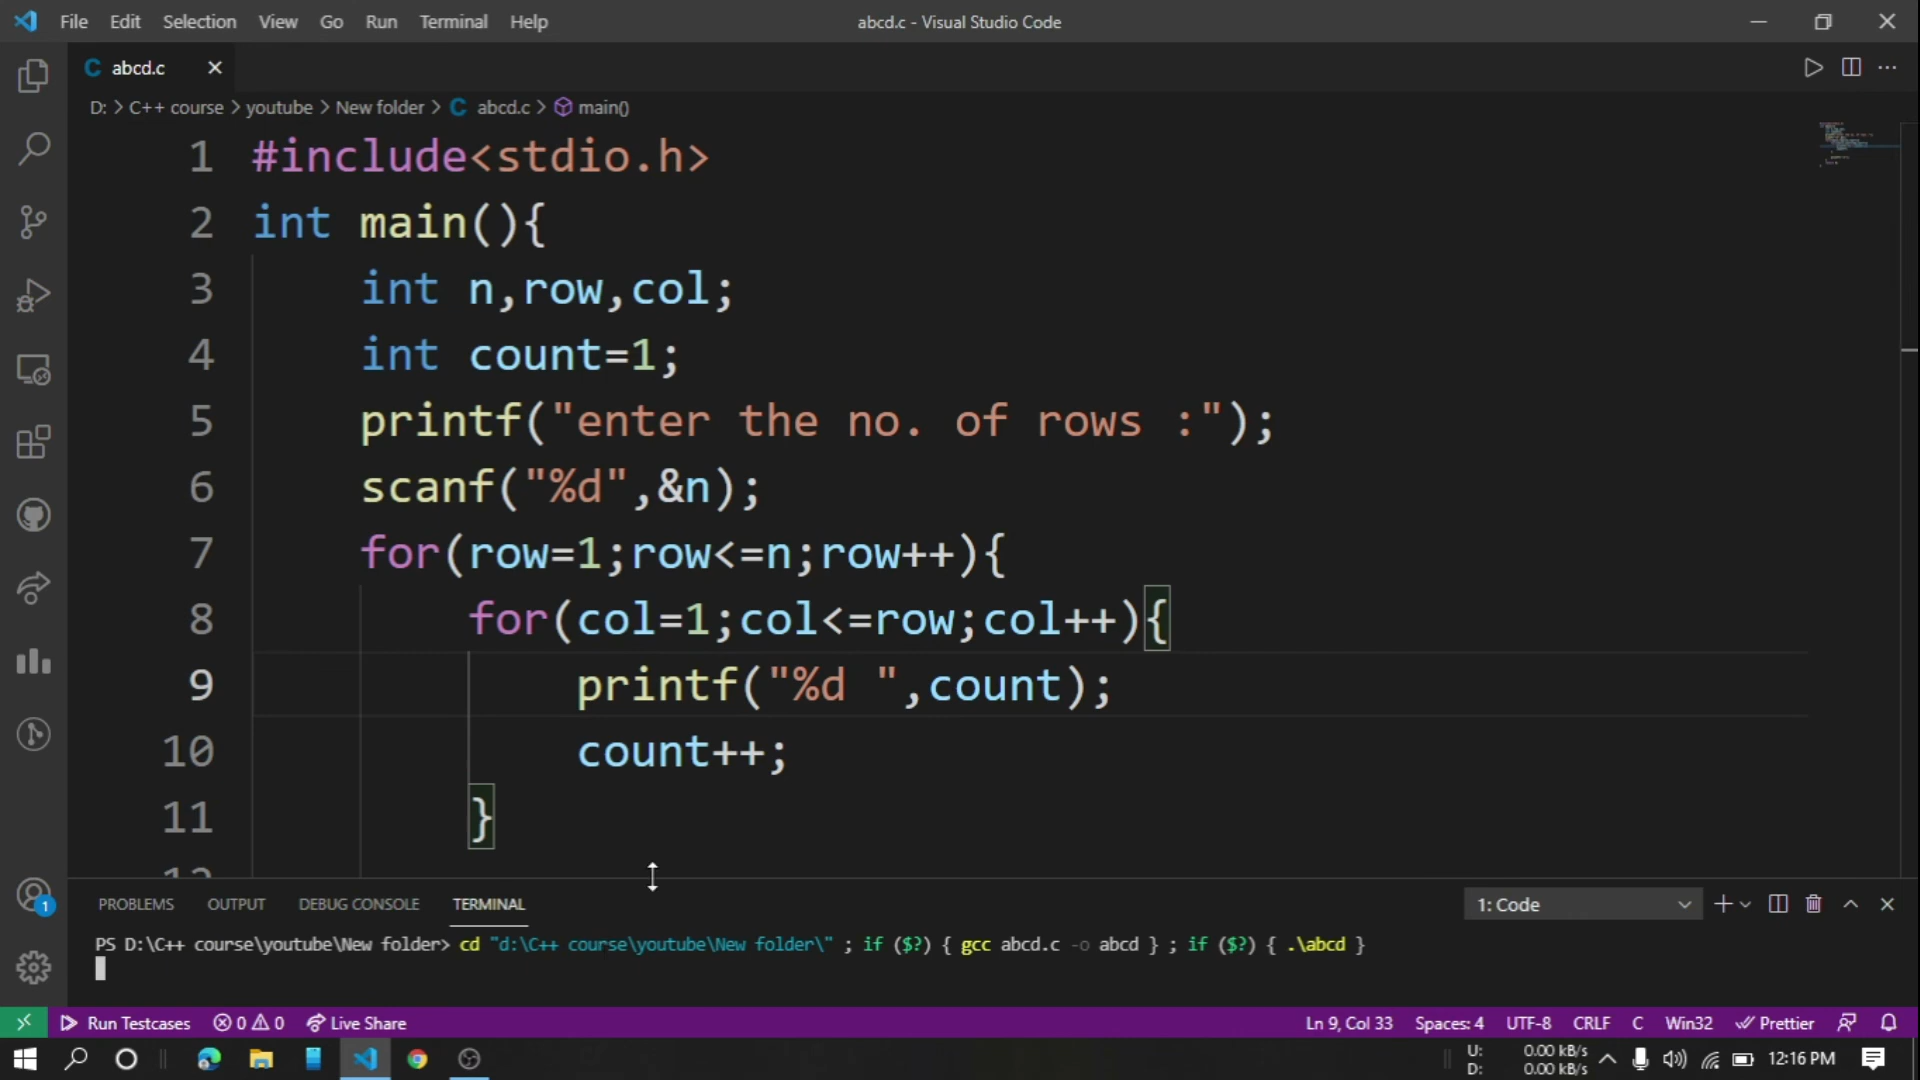 File Edit Selection View Go Run Terminal Help
abcd.c - Visual Studio Code
C abcd.c
D: > C++ course > youtube > New folder > C abcd.c > main()
1 #include<stdio.h>
2 int main(){
3 int n,row,col;
4 int count=1;
5 printf("enter the no. of rows :");
6 scanf("%d",&n);
7 for(row=1;row<=n;row++){
8 for(col=1;col<=row;col++){
9 printf("%d ",count);
10 count++;
11 }
12
PROBLEMS OUTPUT DEBUG CONSOLE TERMINAL
1: Code
PS D:\C++ course\youtube\New folder> cd "d:\C++ course\youtube\New folder\" ; if ($?) { gcc abcd.c -o abcd } ; if ($?) { .\abcd }
1
Run Testcases 0 0 Live Share
Ln 9, Col 33 Spaces: 4 UTF-8 CRLF C Win32 Prettier
U: 0.00 kB/s
D: 0.00 kB/s
12:16 PM